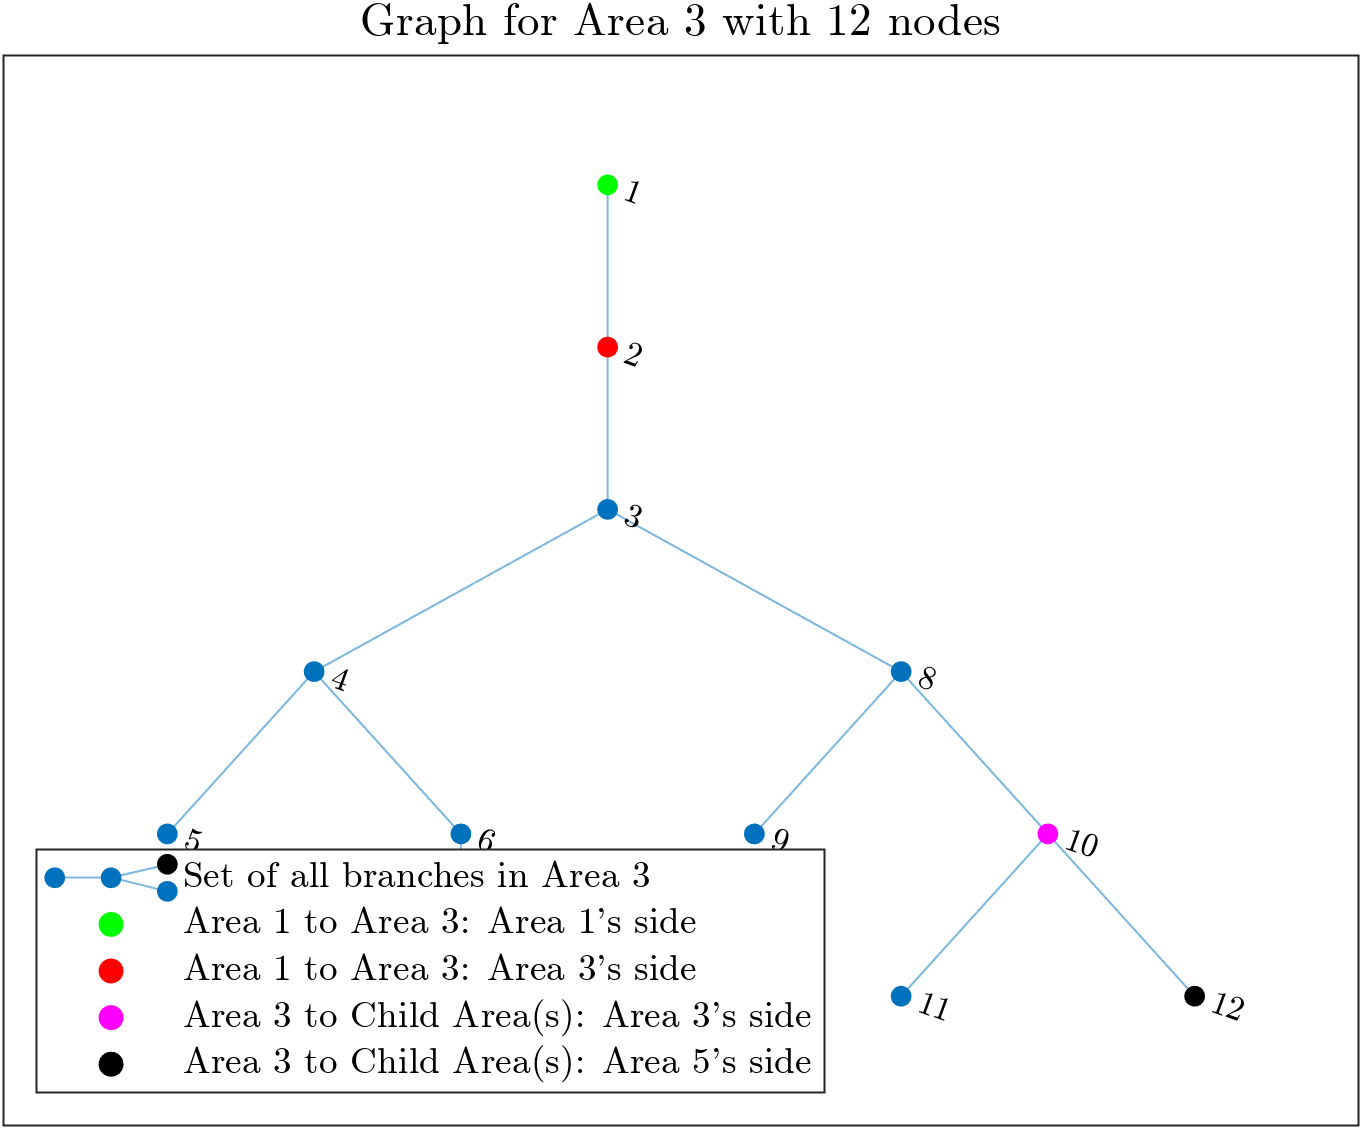 Graph for Area 3 with 12 nodes
1
2
3
4
8
5
6
9
10
Set of all branches in Area 3
Area 1 to Area 3: Area 1's side
Area 1 to Area 3: Area 3's side
Area 3 to Child Area(s): Area 3's side
Area 3 to Child Area(s): Area 5's side
11
12